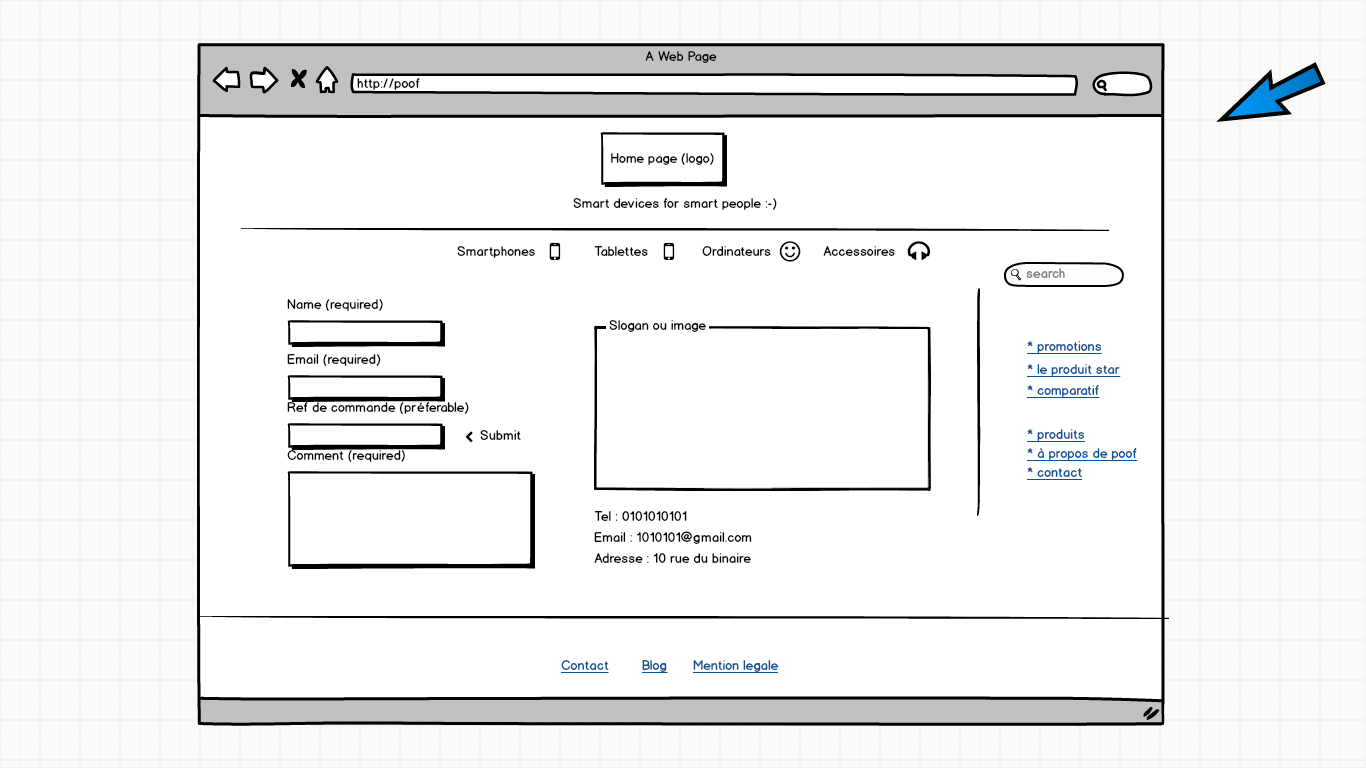 A Web Page
http://poof
Home page (logo)
Smart devices for smart people :-)
Smartphones Tablettes Ordinateurs Accessoires
search
Name (required)
Email (required)
Ref de commande (préferable)
< Submit
Comment (required)
Slogan ou image
Tel : 0101010101
Email : 1010101@gmail.com
Adresse : 10 rue du binaire
* promotions
* le produit star
* comparatif
* produits
* à propos de poof
* contact
Contact Blog Mention legale